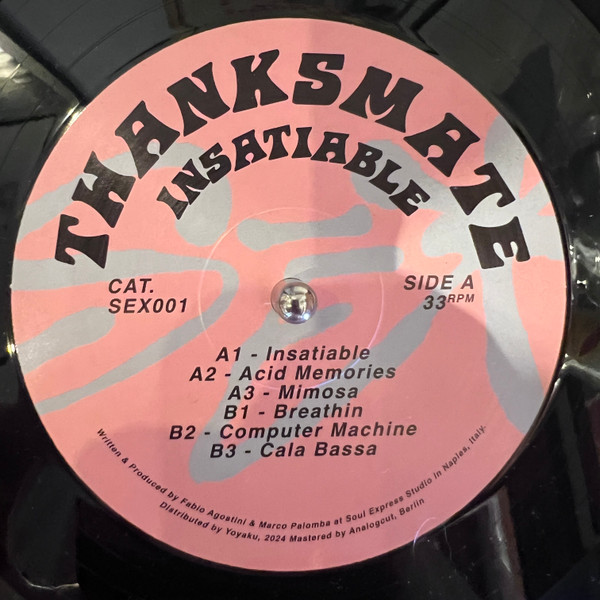 THANKSMATE
INSATIABLE
CAT.
SEX001
SIDE A
33RPM
A1 - Insatiable
A2 - Acid Memories
A3 - Mimosa
B1 - Breathin
B2 - Computer Machine
B3 - Cala Bassa
Written & Produced by Fabio Agostini & Marco Palomba at Soul Express Studio in Naples, Italy.
Distributed by Yoyaku, 2024 Mastered by Analogcut, Berlin